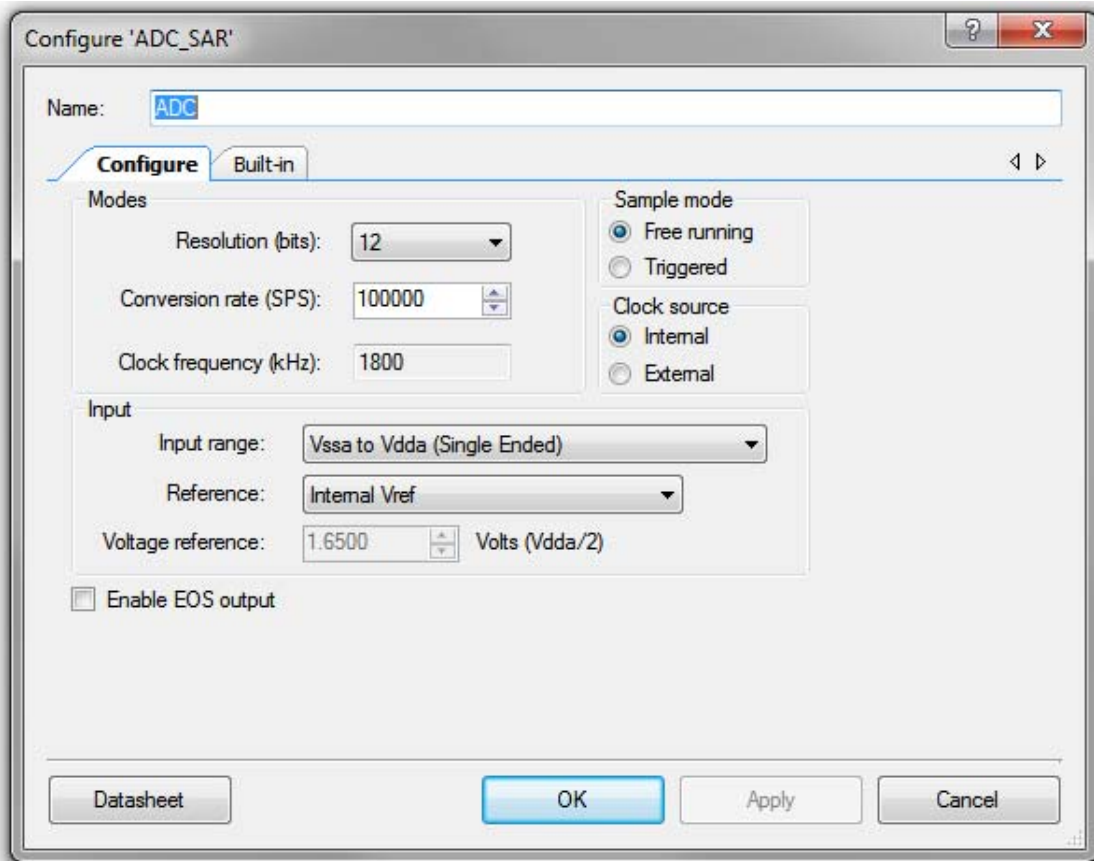 Configure 'ADC_SAR'
? X
Name: ADC
Configure Built-in
Modes
Resolution (bits): 12
Conversion rate (SPS): 100000
Clock frequency (kHz): 1800
Sample mode
Free running
Triggered
Clock source
Internal
External
Input
Input range: Vssa to Vdda (Single Ended)
Reference: Internal Vref
Voltage reference: 1.6500 Volts (Vdda/2)
Enable EOS output
Datasheet OK Apply Cancel